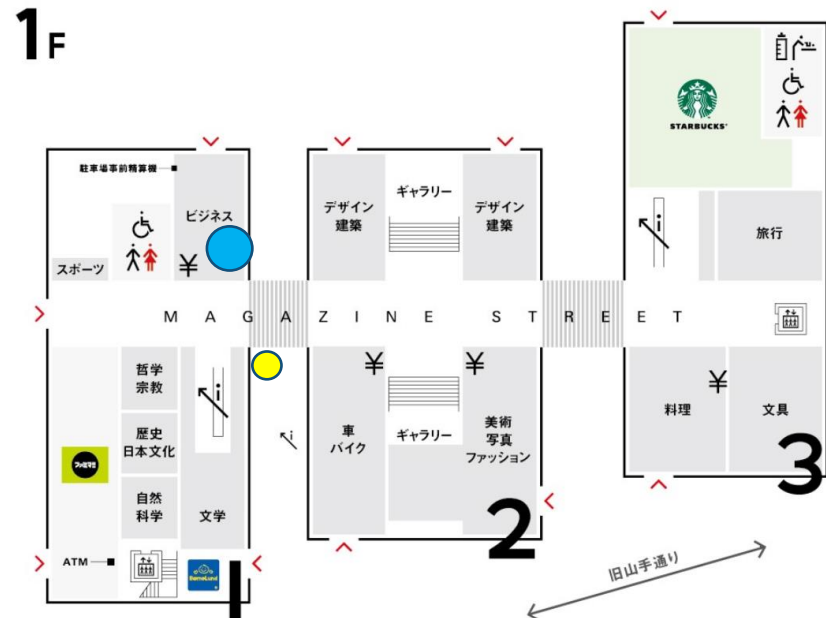 1F
STARBUCKS
駐車場事前精算機
ビジネス
¥
スポーツ
デザイン
建築
ギャラリー
デザイン
建築
i
旅行
MAGAZINE STREET
哲学
宗教
歴史
日本文化
自然
科学
i
文学
ファミマ!!
ATM
BorneLund
1
i
¥
車
バイク
ギャラリー
¥
美術
写真
ファッション
2
料理
¥
文具
3
旧山手通り